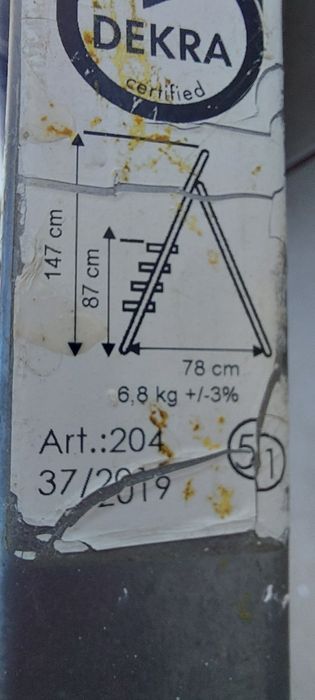 DEKRA
certified
147 cm
87 cm
78 cm
6,8 kg +/-3%
Art.:204
51
37/2019